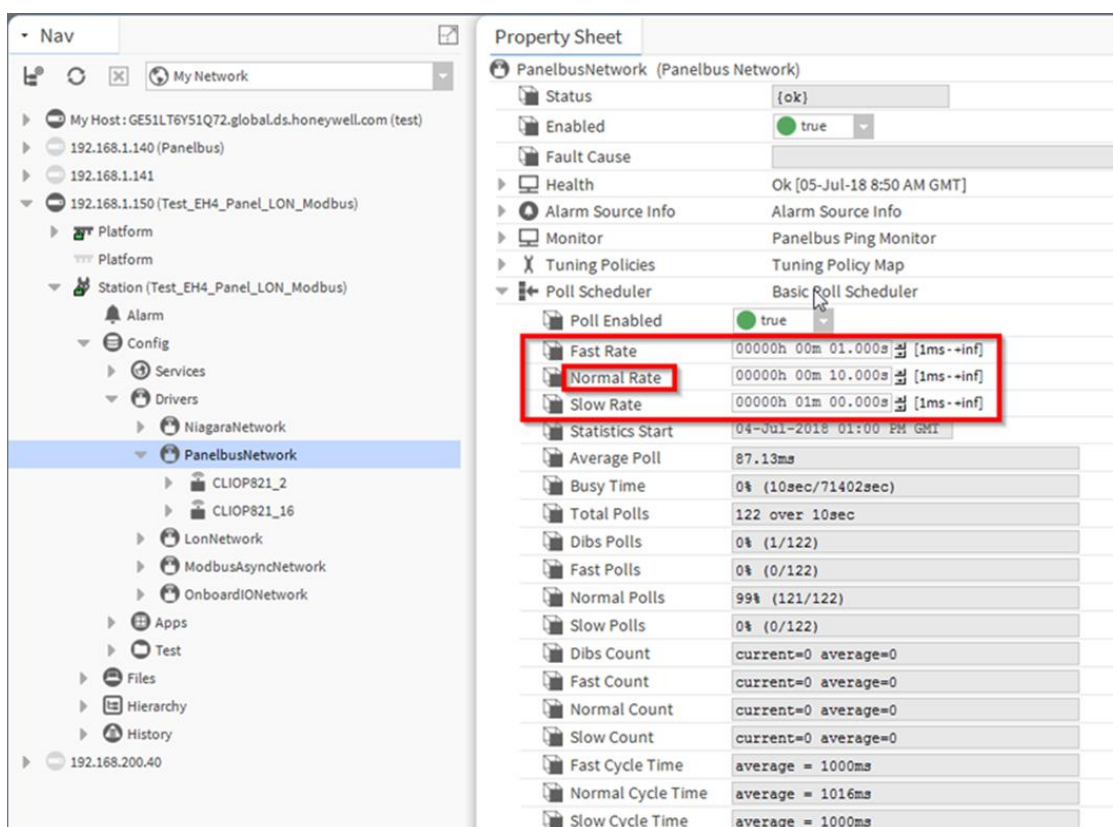 Nav
My Network
My Host : GE51LT6Y51Q72.global.ds.honeywell.com (test)
192.168.1.140 (Panelbus)
192.168.1.141
192.168.1.150 (Test_EH4_Panel_LON_Modbus)
Platform
Platform
Station (Test_EH4_Panel_LON_Modbus)
Alarm
Config
Services
Drivers
NiagaraNetwork
PanelbusNetwork
CLIOP821_2
CLIOP821_16
LonNetwork
ModbusAsyncNetwork
OnboardIONetwork
Apps
Test
Files
Hierarchy
History
192.168.200.40
Property Sheet
PanelbusNetwork (Panelbus Network)
Status {ok}
Enabled true
Fault Cause
Health Ok [05-Jul-18 8:50 AM GMT]
Alarm Source Info Alarm Source Info
Monitor Panelbus Ping Monitor
Tuning Policies Tuning Policy Map
Poll Scheduler Basic Poll Scheduler
Poll Enabled true
Fast Rate 00000h 00m 01.000s [1ms-+inf]
Normal Rate 00000h 00m 10.000s [1ms-+inf]
Slow Rate 00000h 01m 00.000s [1ms-+inf]
Statistics Start 04-Jul-2018 01:00 PM GMT
Average Poll 87.13ms
Busy Time 0% (10sec/71402sec)
Total Polls 122 over 10sec
Dibs Polls 0% (1/122)
Fast Polls 0% (0/122)
Normal Polls 99% (121/122)
Slow Polls 0% (0/122)
Dibs Count current=0 average=0
Fast Count current=0 average=0
Normal Count current=0 average=0
Slow Count current=0 average=0
Fast Cycle Time average = 1000ms
Normal Cycle Time average = 1016ms
Slow Cycle Time average = 1000ms